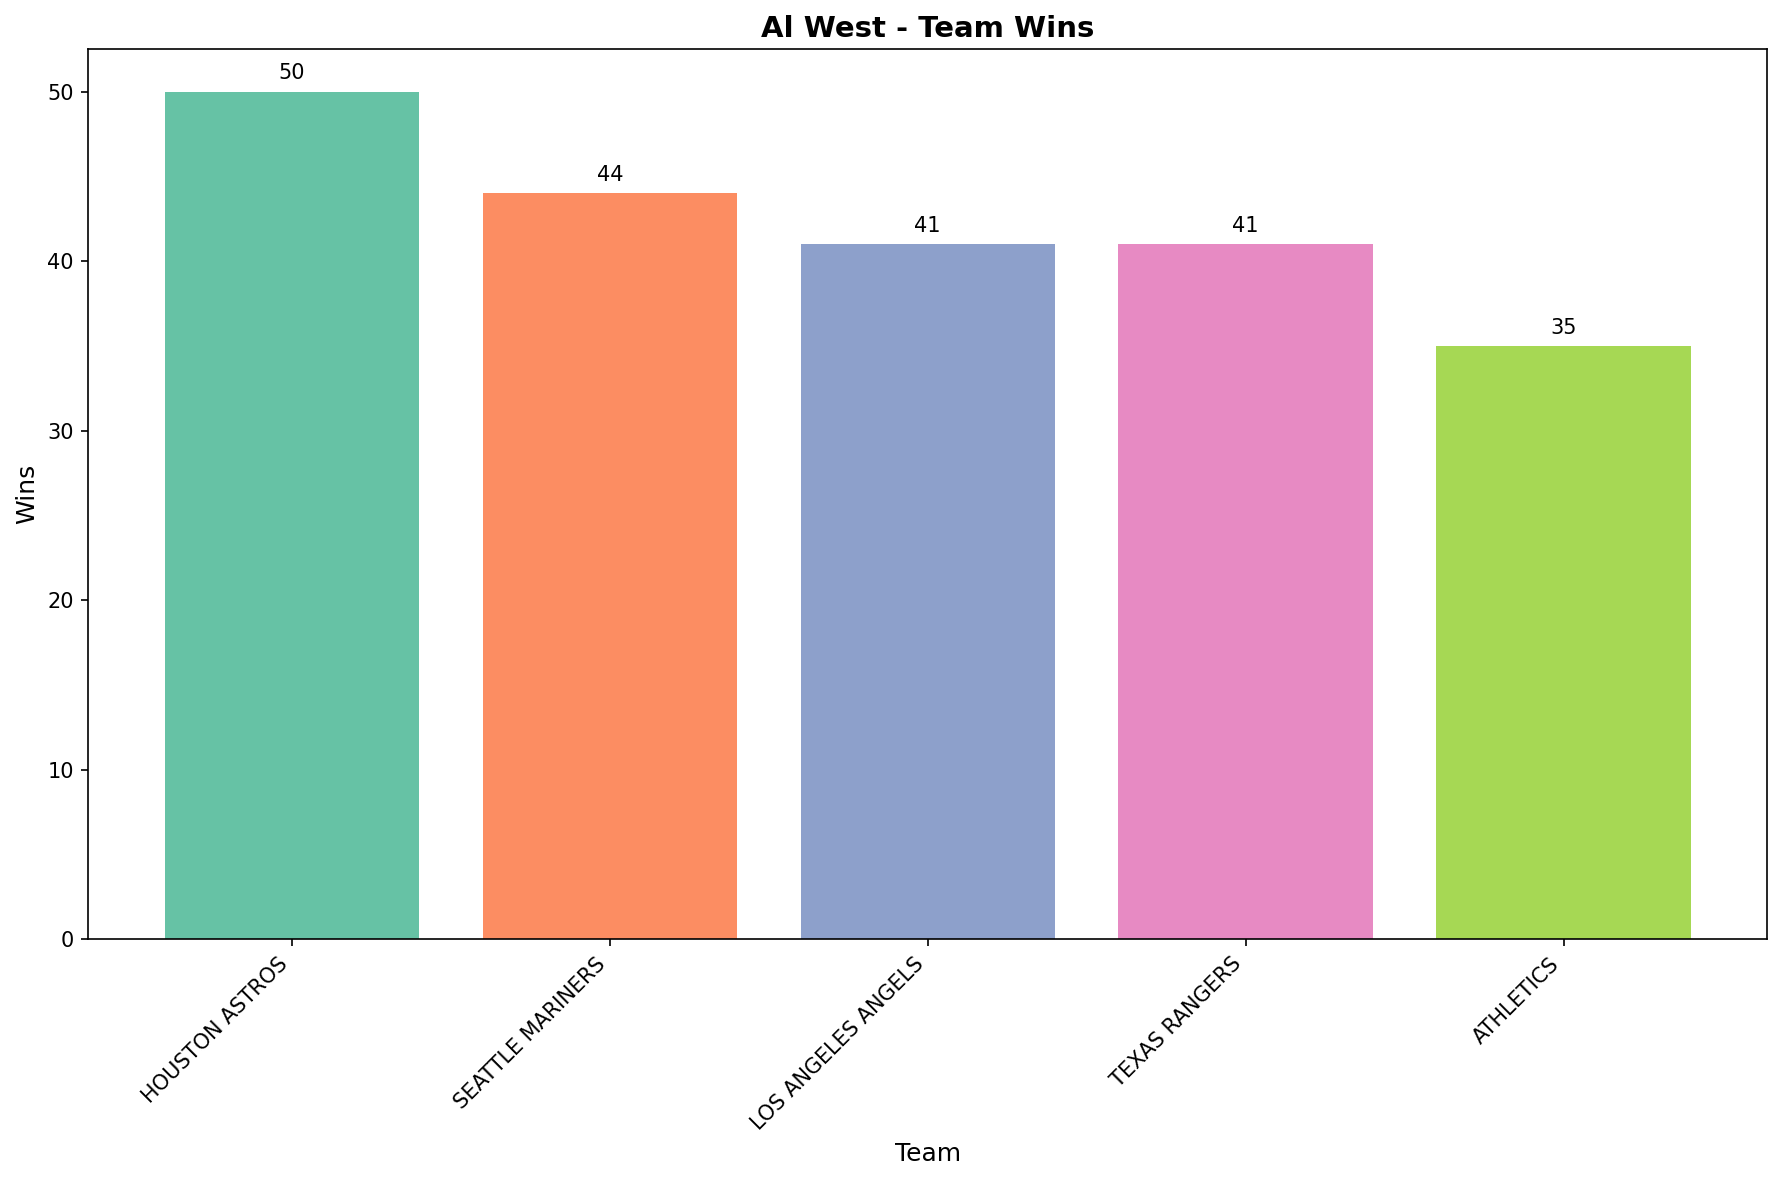 Al West - Team Wins
50
44
41
41
35
50
40
30
20
10
0
Wins
HOUSTON ASTROS
SEATTLE MARINERS
LOS ANGELES ANGELS
TEXAS RANGERS
ATHLETICS
Team